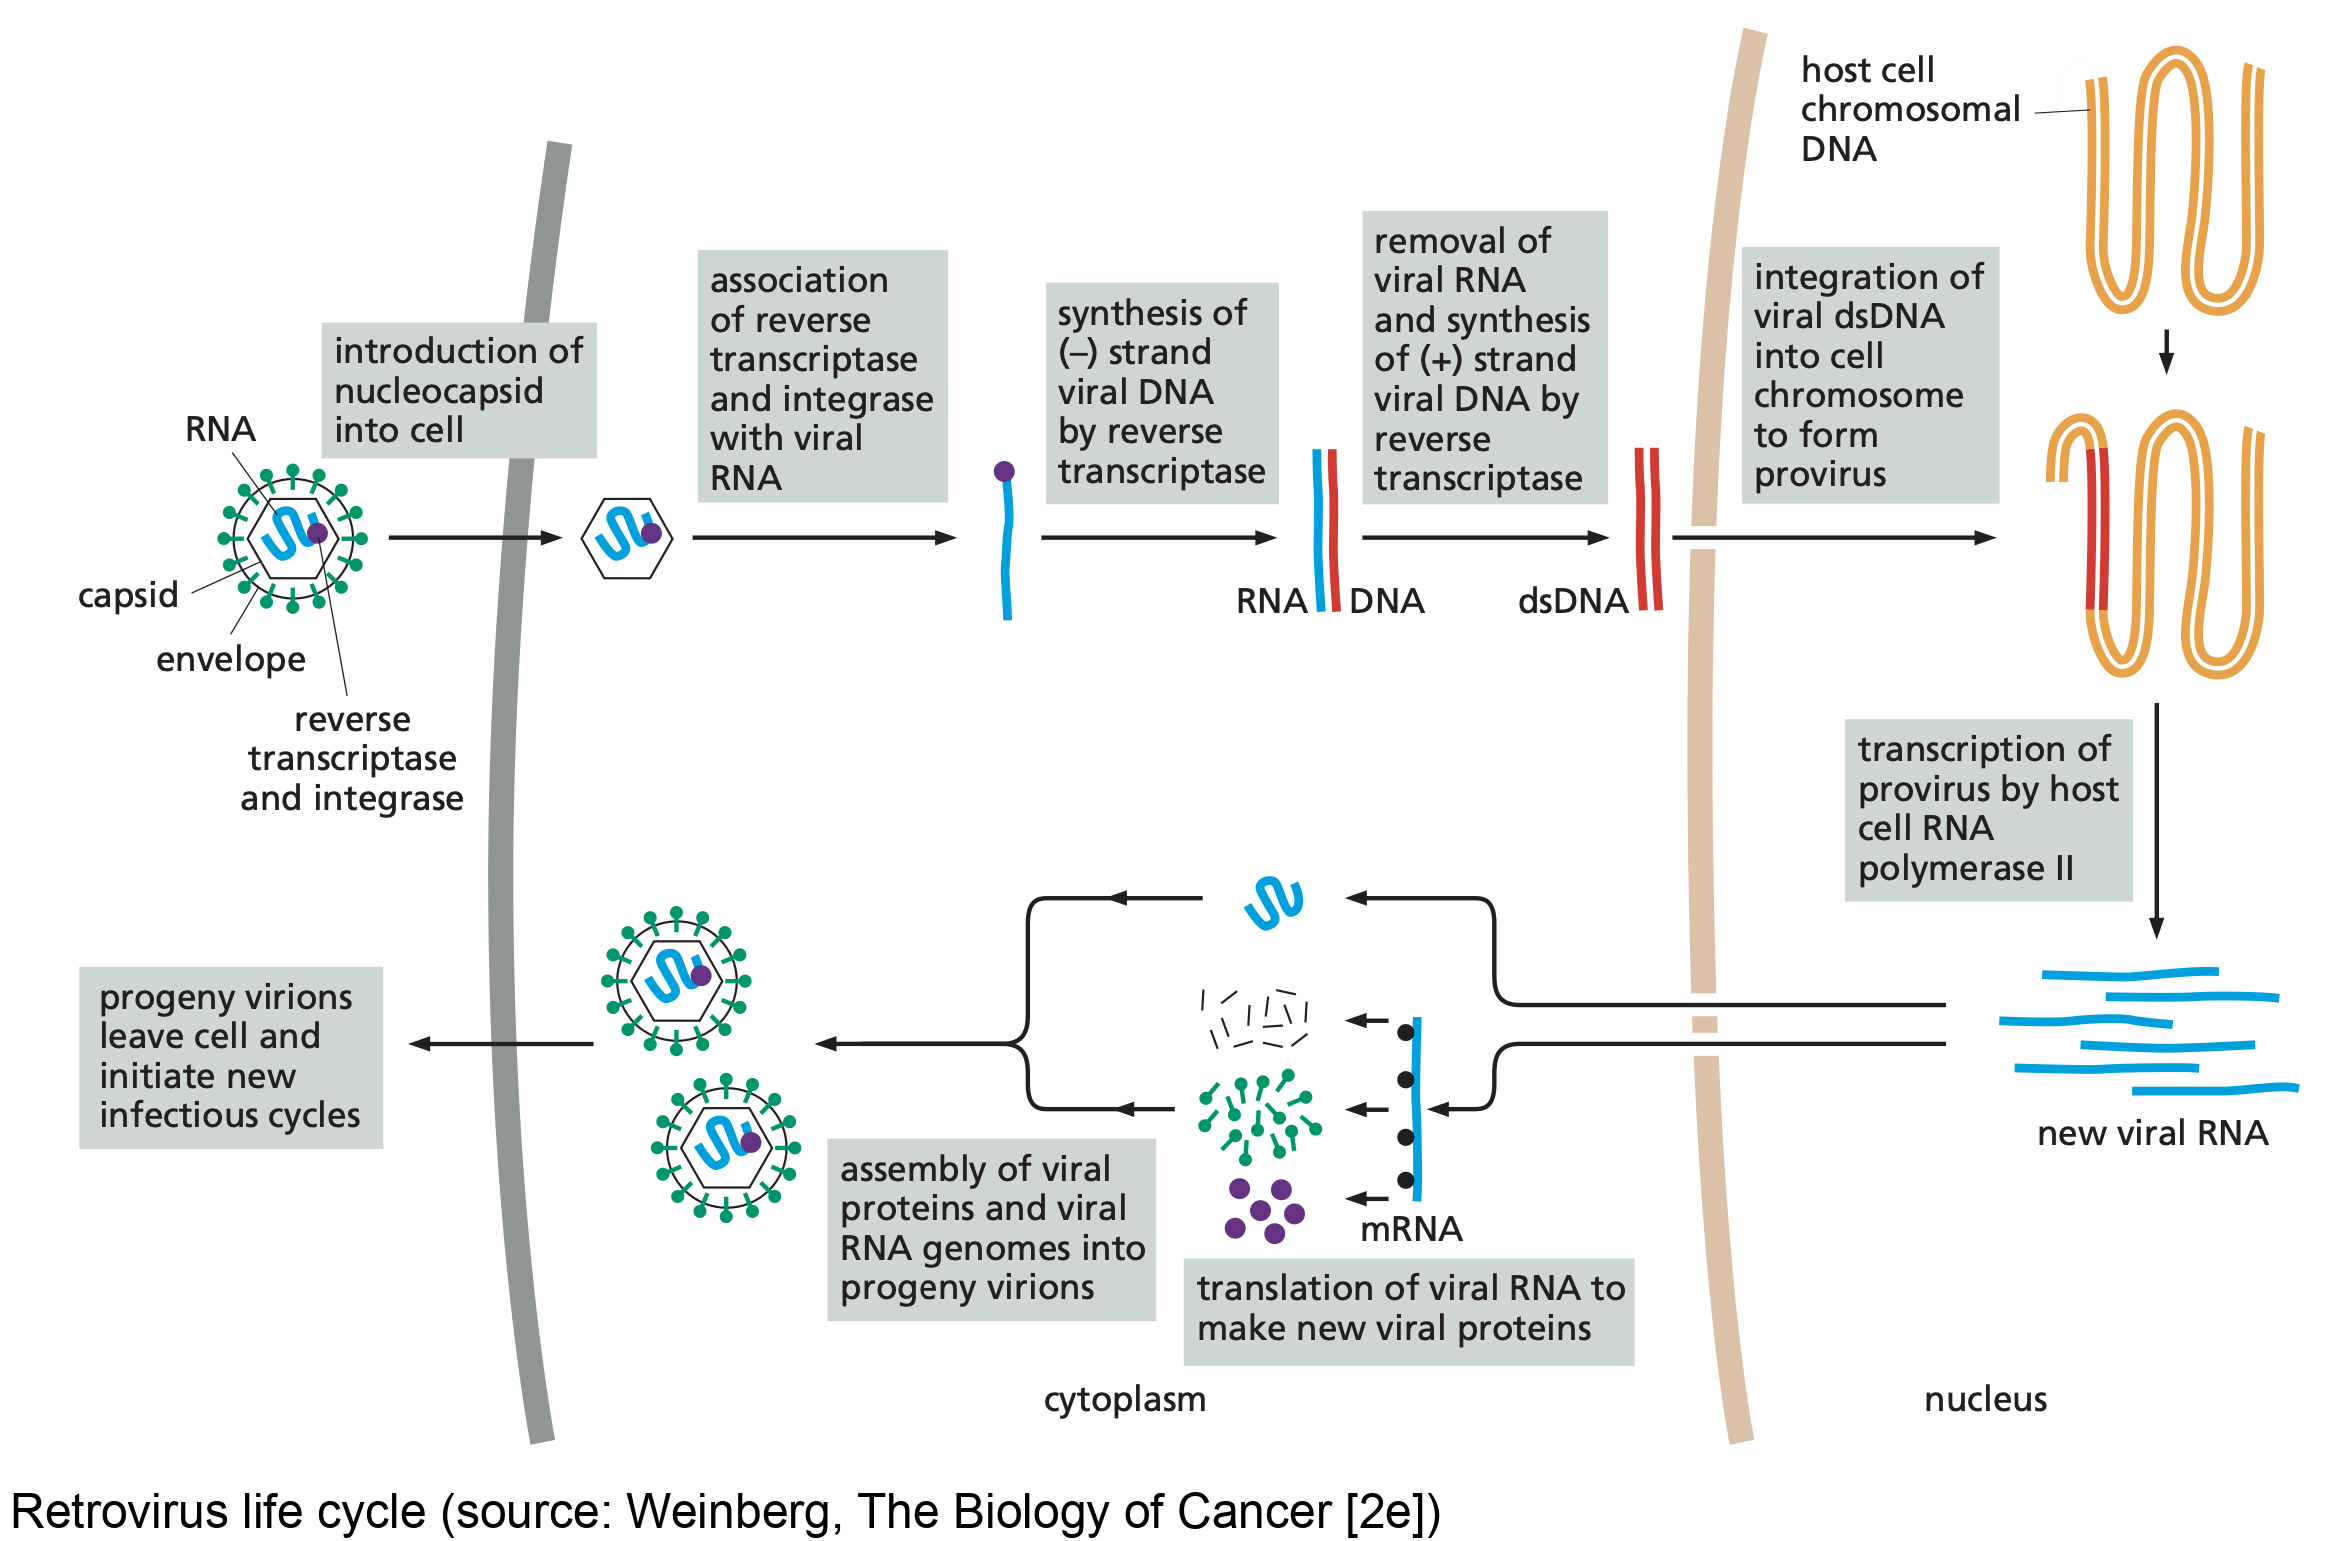 host cell
chromosomal
DNA
introduction of
nucleocapsid
into cell
association
of reverse
transcriptase
and integrase
with viral
RNA
synthesis of
(–) strand
viral DNA
by reverse
transcriptase
removal of
viral RNA
and synthesis
of (+) strand
viral DNA by
reverse
transcriptase
integration of
viral dsDNA
into cell
chromosome
to form
provirus
RNA
capsid
envelope
reverse
transcriptase
and integrase
RNA
DNA
dsDNA
transcription of
provirus by host
cell RNA
polymerase II
new viral RNA
mRNA
translation of viral RNA to
make new viral proteins
assembly of viral
proteins and viral
RNA genomes into
progeny virions
progeny virions
leave cell and
initiate new
infectious cycles
cytoplasm
nucleus
Retrovirus life cycle (source: Weinberg, The Biology of Cancer [2e])